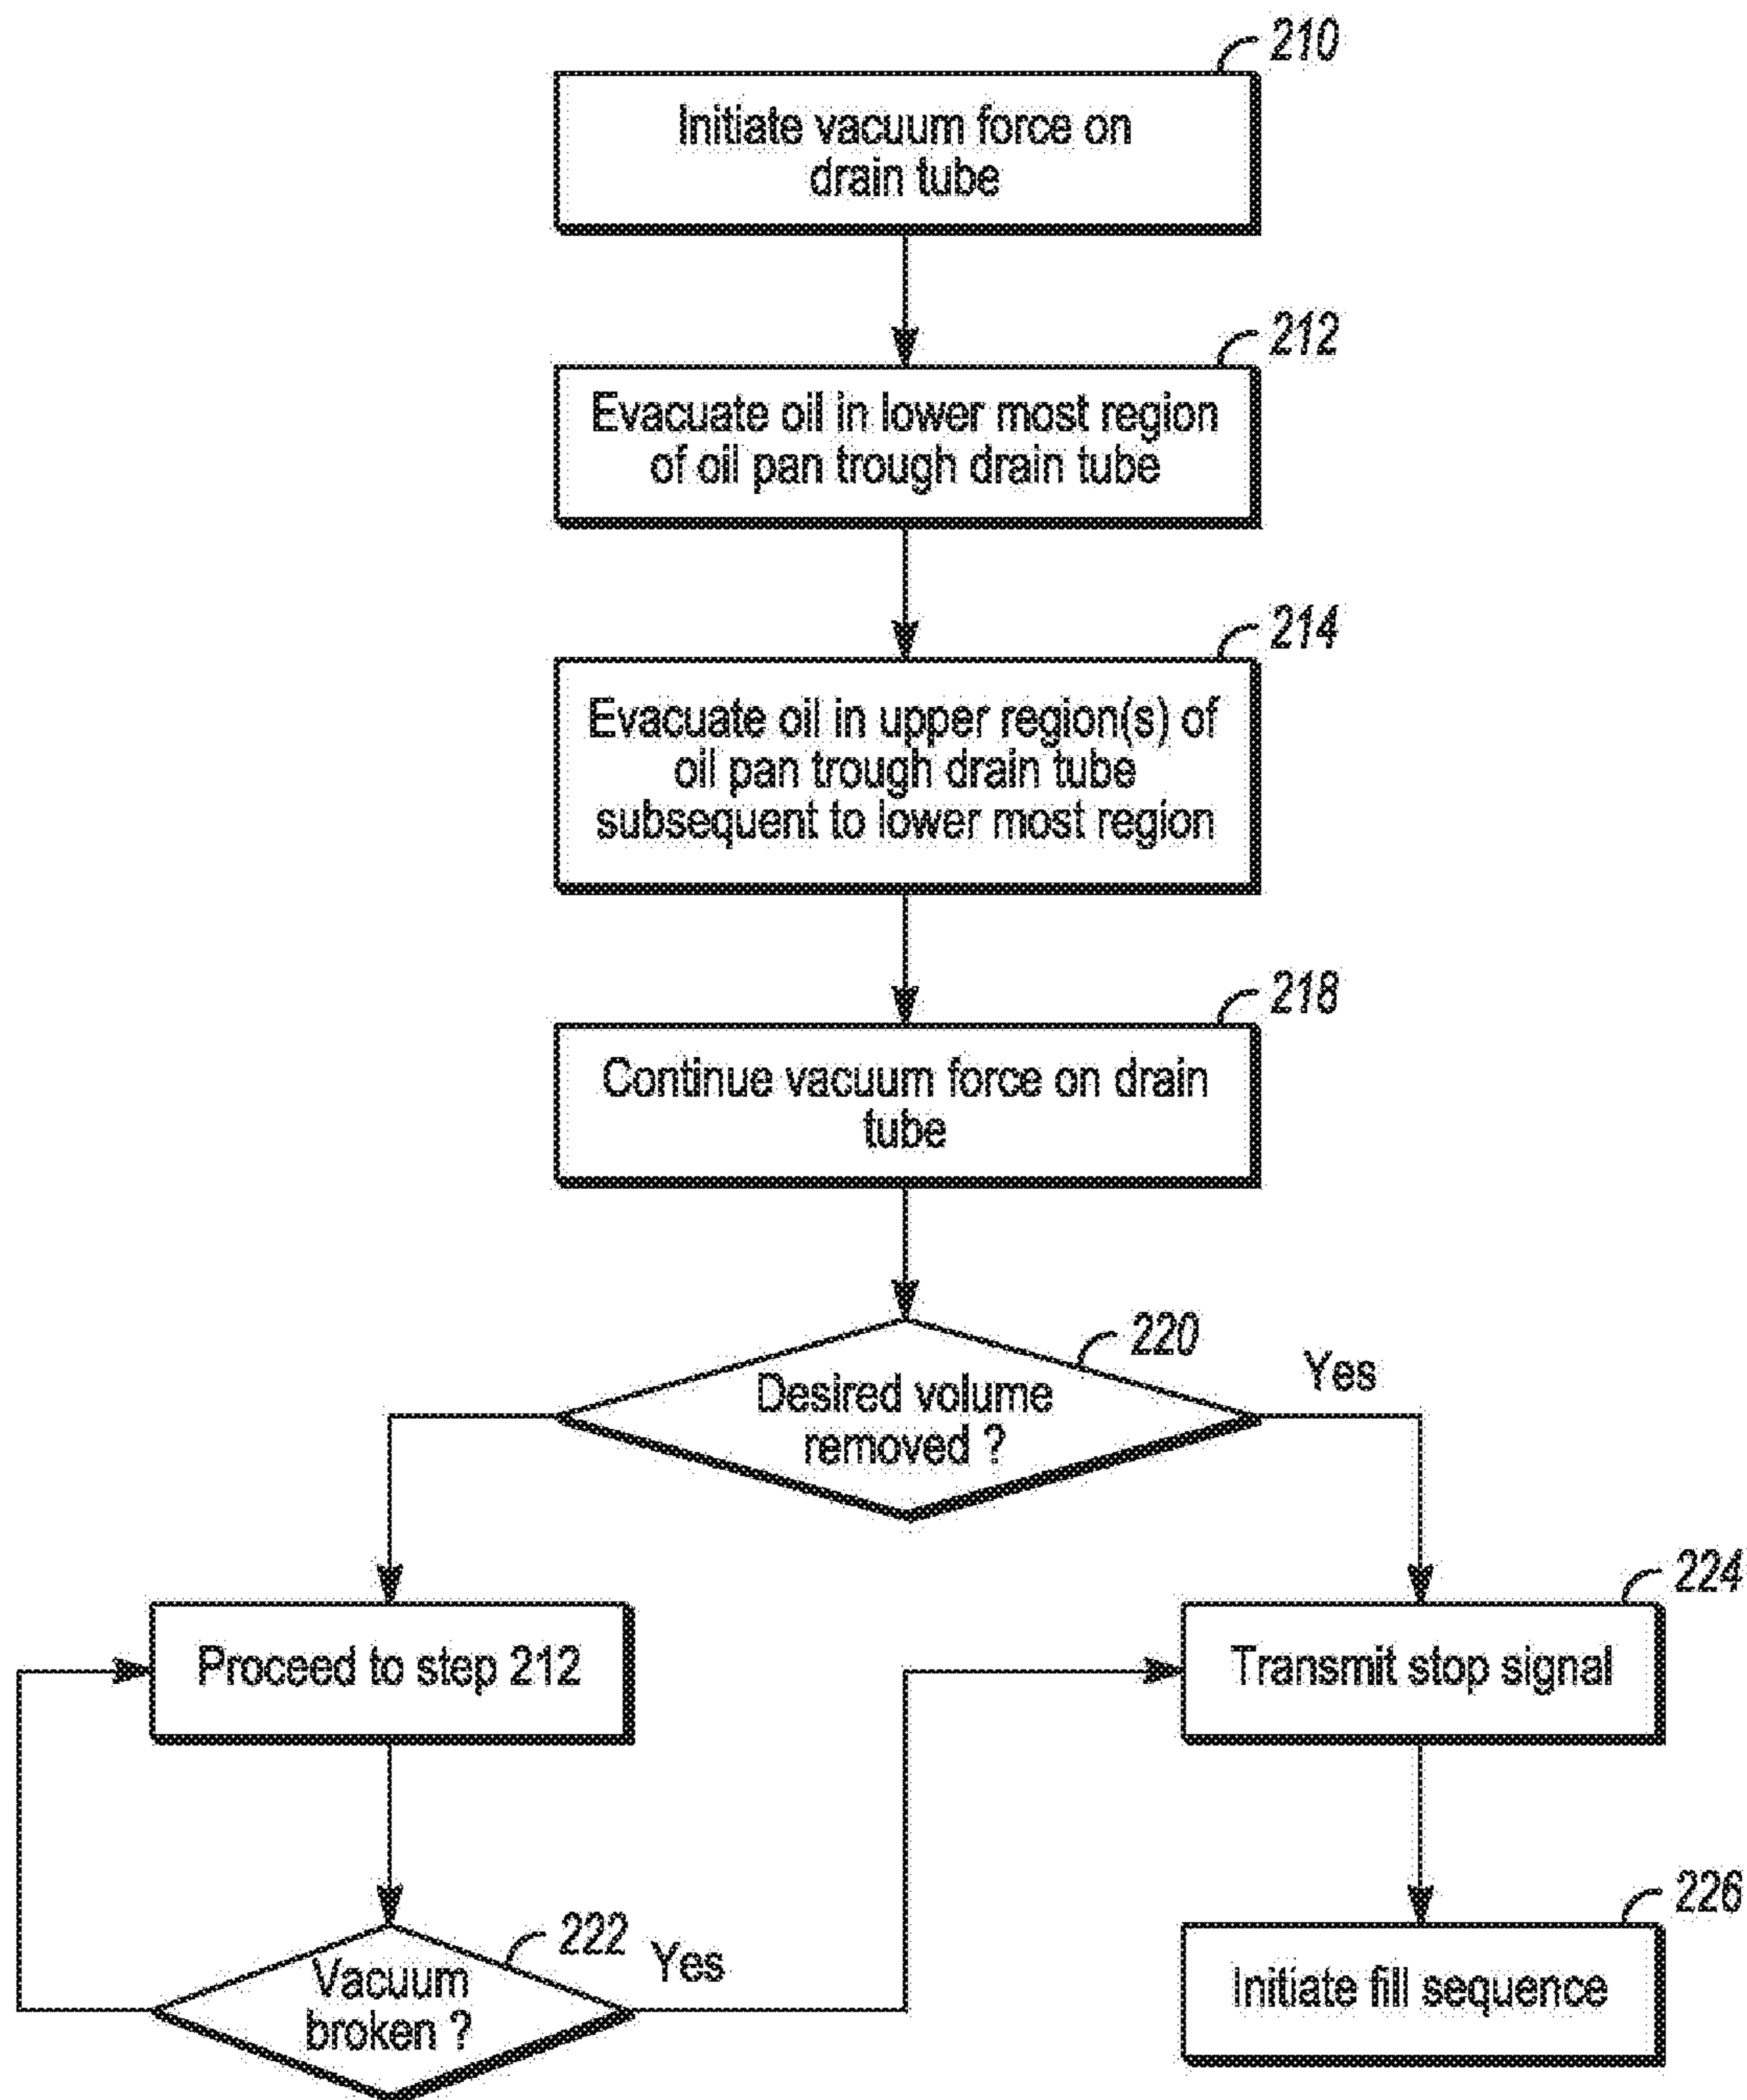 210
Initiate vacuum force on
drain tube
212
Evacuate oil in lower most region
of oil pan trough drain tube
214
Evacuate oil in upper region(s) of
oil pan trough drain tube
subsequent to lower most region
218
Continue vacuum force on drain
tube
220
Yes
Desired volume
removed ?
Proceed to step 212
224
Transmit stop signal
222
Yes
Vacuum
broken ?
226
Initiate fill sequence